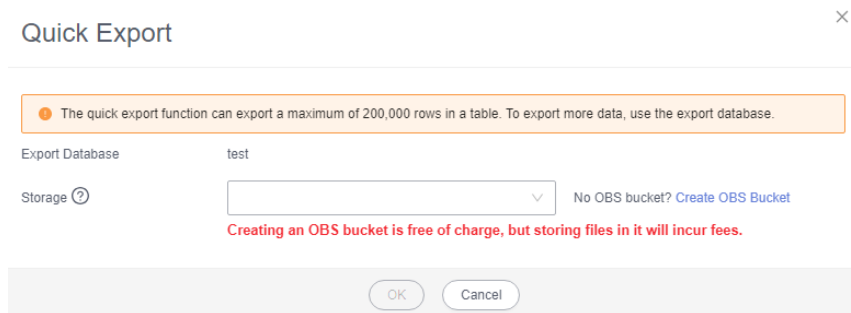 Quick Export
The quick export function can export a maximum of 200,000 rows in a table. To export more data, use the export database.
Export Database test
Storage No OBS bucket? Create OBS Bucket
Creating an OBS bucket is free of charge, but storing files in it will incur fees.
OK Cancel